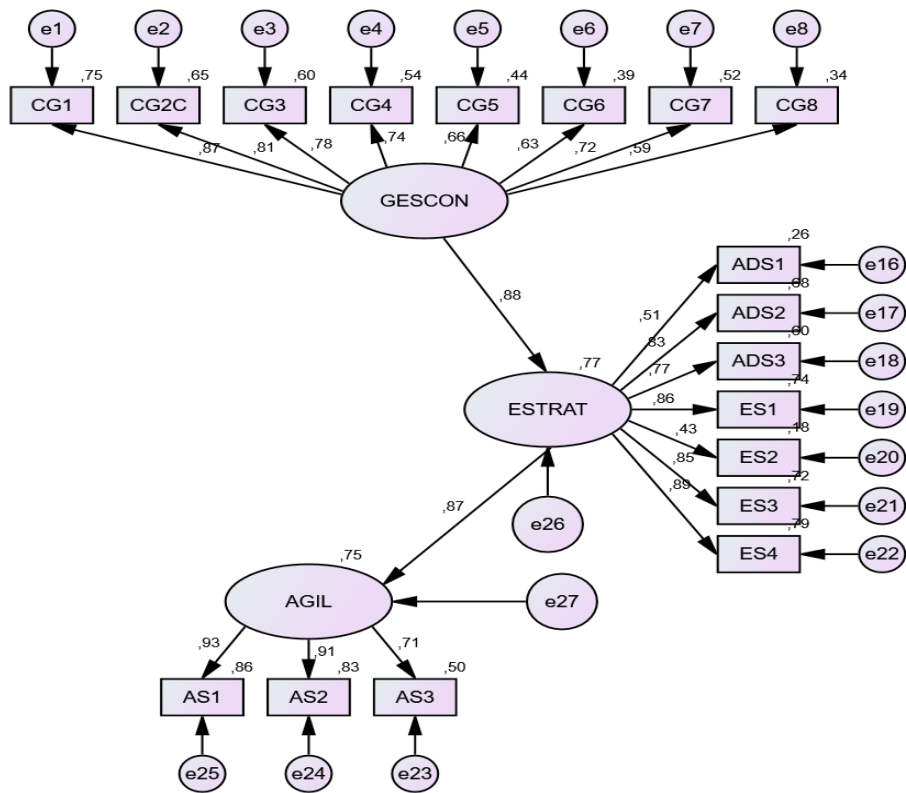 e1 e2 e3 e4 e5 e6 e7 e8
,75 ,65 ,60 ,54 ,44 ,39 ,52 ,34
CG1 CG2C CG3 CG4 CG5 CG6 CG7 CG8
,87 ,81 ,78 ,74 ,66 ,63 ,72 ,59
GESCON
,88
,26
ADS1 e16
,68
,51
ADS2 e17
,60
,83
ADS3 e18
,77
,74
,77
ESTRAT
,86
ES1 e19
,18
,43
ES2 e20
,72
,85
ES3 e21
,89
,79
ES4 e22
,87
e26
,75
AGIL
e27
,93 ,91 ,71
,86 ,83 ,50
AS1 AS2 AS3
e25 e24 e23